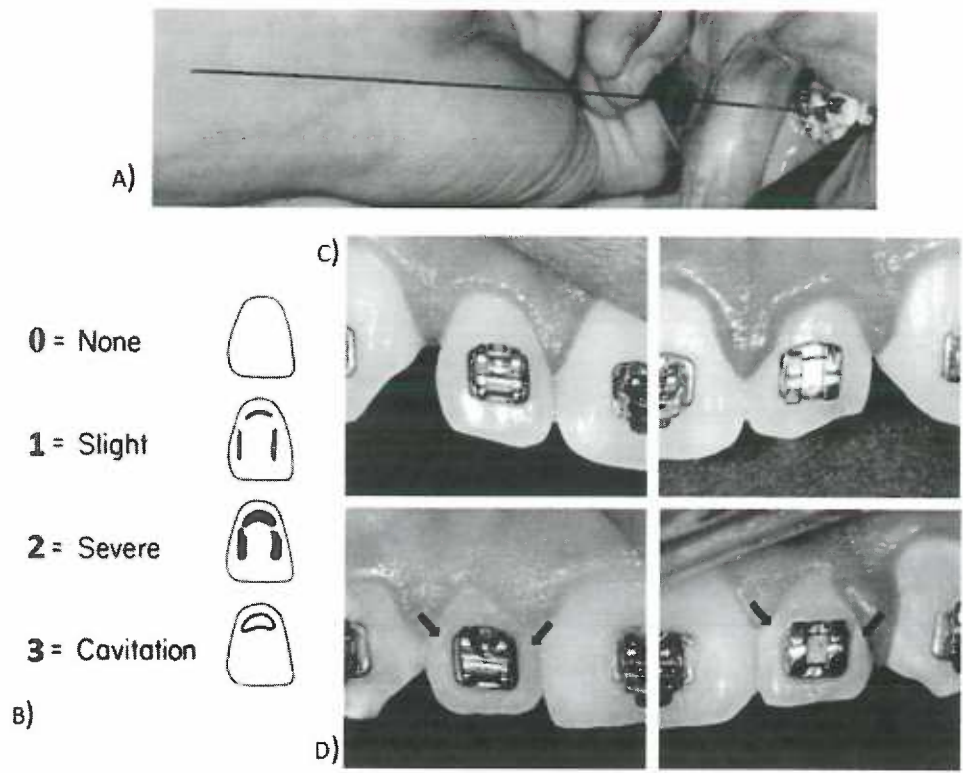 A)
C)
0 = None
1 = Slight
2 = Severe
3 = Cavitation
B)
D)